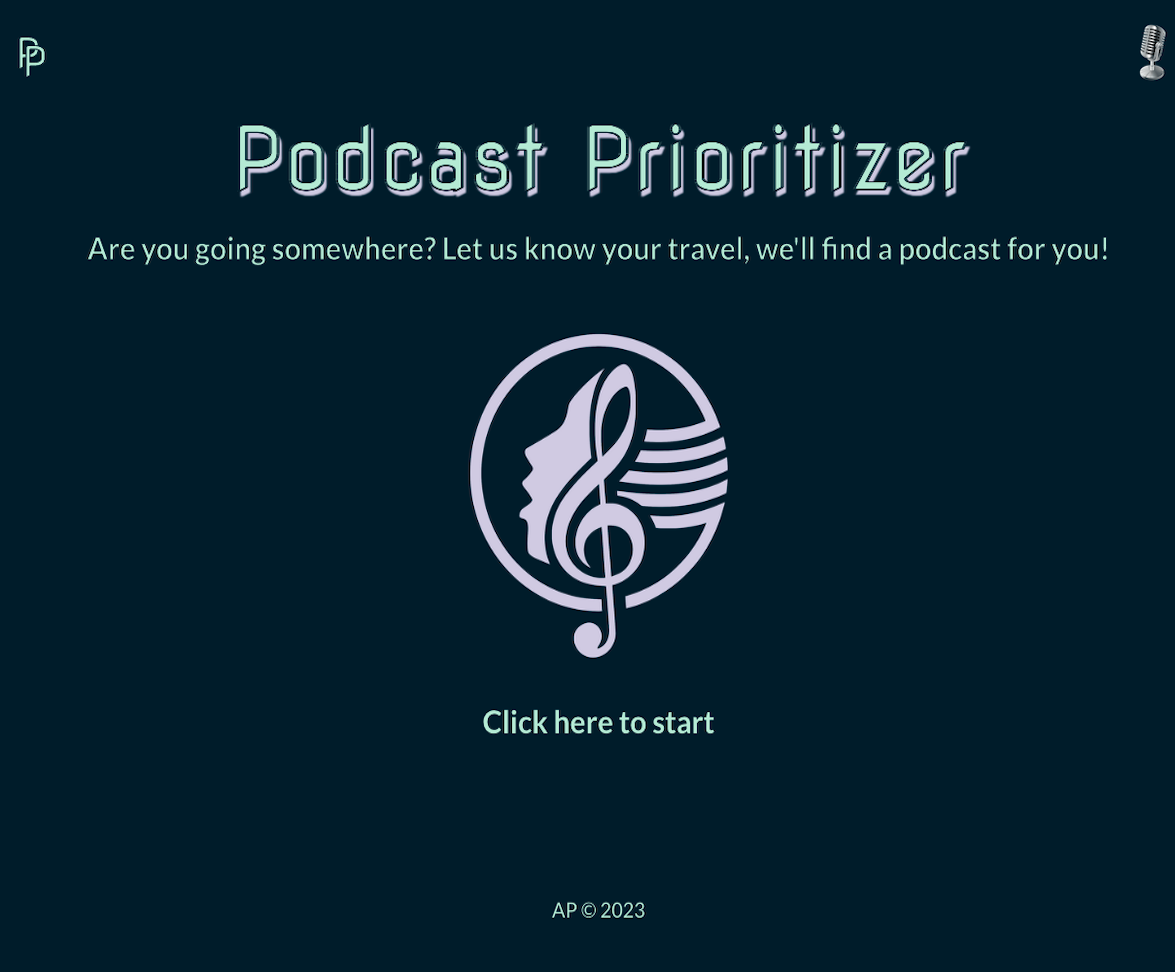 PP
Podcast Prioritizer
Are you going somewhere? Let us know your travel, we'll find a podcast for you!
Click here to start
AP © 2023